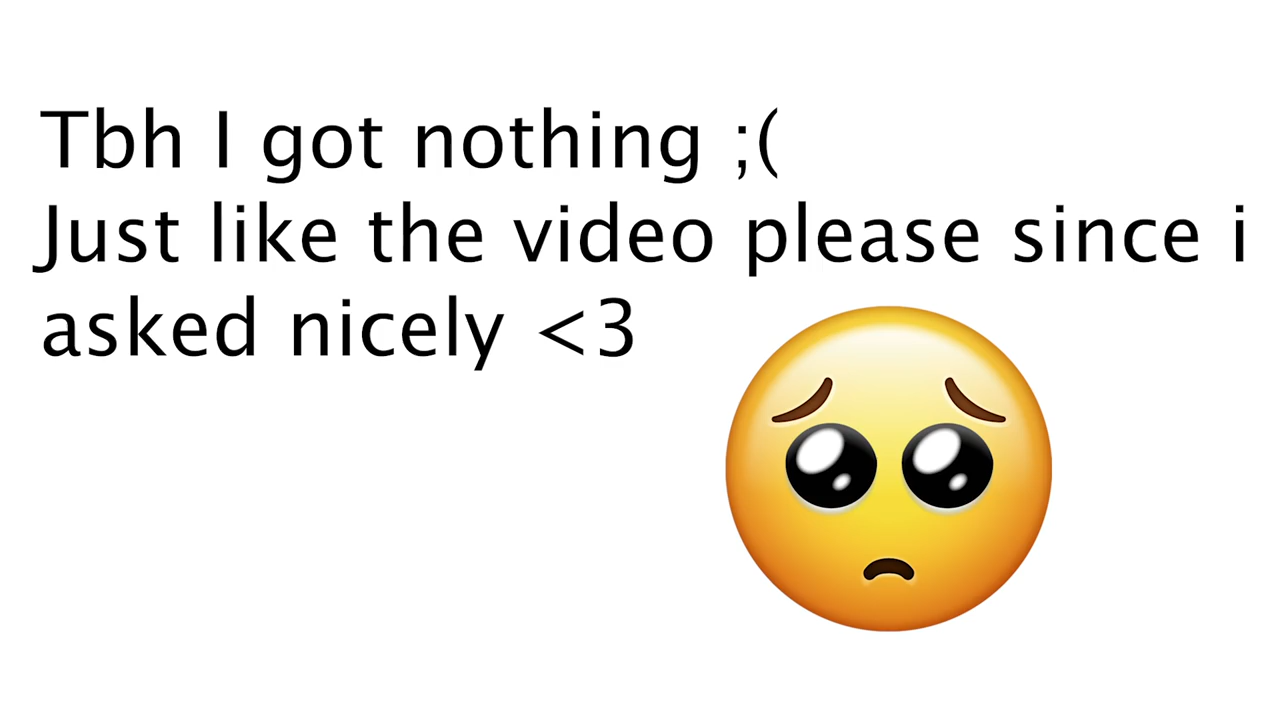 Tbh I got nothing ;(
Just like the video please since i
asked nicely <3